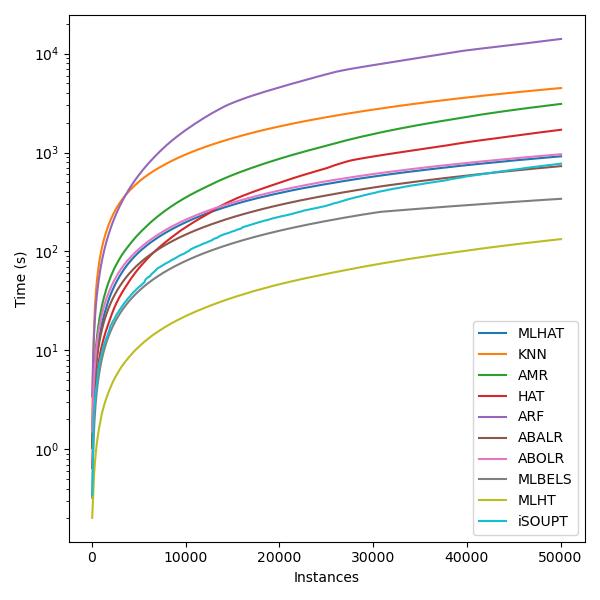 10⁴
10³
10²
10¹
10⁰
Time (s)
0 10000 20000 30000 40000 50000
Instances
MLHAT
KNN
AMR
HAT
ARF
ABALR
ABOLR
MLBELS
MLHT
iSOUPT